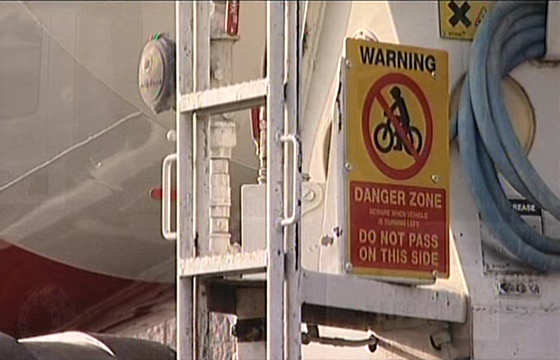 WARNING
DANGER ZONE
BEWARE WHEN VEHICLE
IS TURNING LEFT
DO NOT PASS
ON THIS SIDE